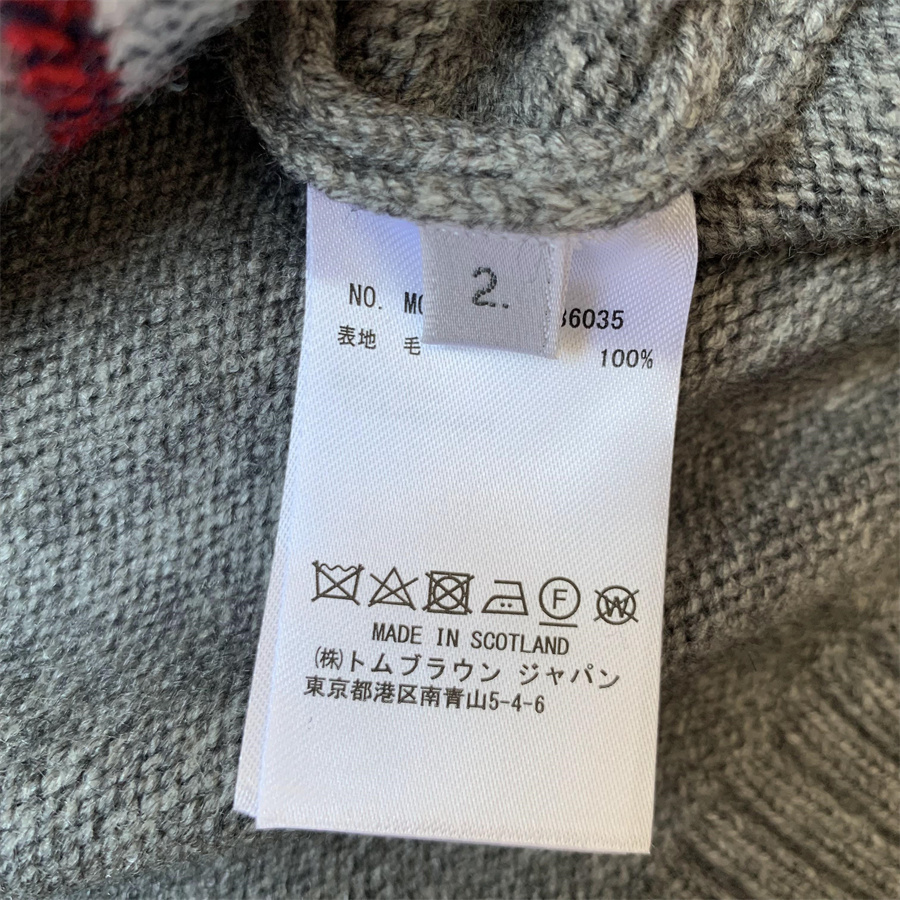 2.
NO. 36035
表地 毛 100%
F
W
MADE IN SCOTLAND
(株)トムブラウン ジャパン
東京都港区南青山5-4-6